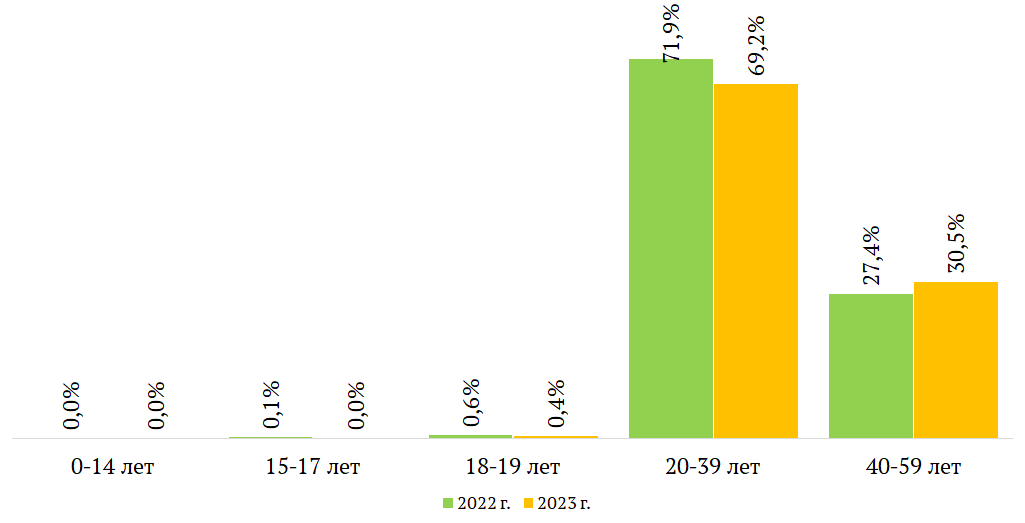 71,9%
69,2%
30,5%
27,4%
0,0%
0,0%
0,1%
0,0%
0,6%
0,4%
0-14 лет
15-17 лет
18-19 лет
20-39 лет
40-59 лет
2022 г.
2023 г.